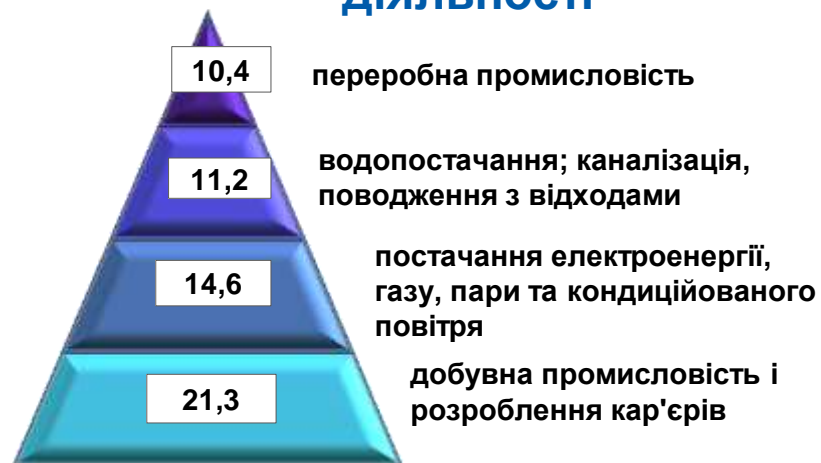 діяльності
10,4
переробна промисловість
11,2
водопостачання; каналізація,
поводження з відходами
14,6
постачання електроенергії,
газу, пари та кондиційованого
повітря
21,3
добувна промисловість і
розроблення кар'єрів